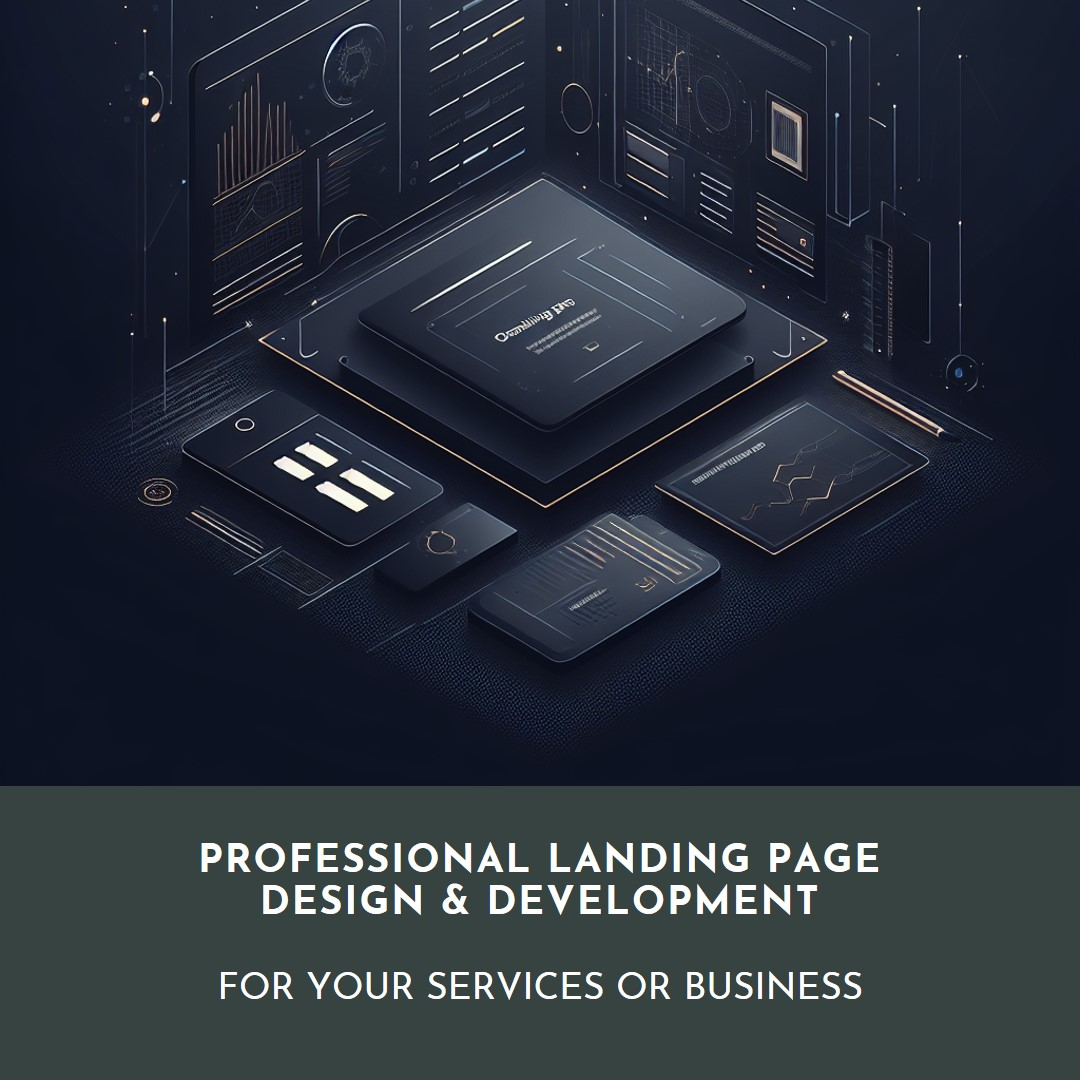 PROFESSIONAL LANDING PAGE
DESIGN & DEVELOPMENT
FOR YOUR SERVICES OR BUSINESS